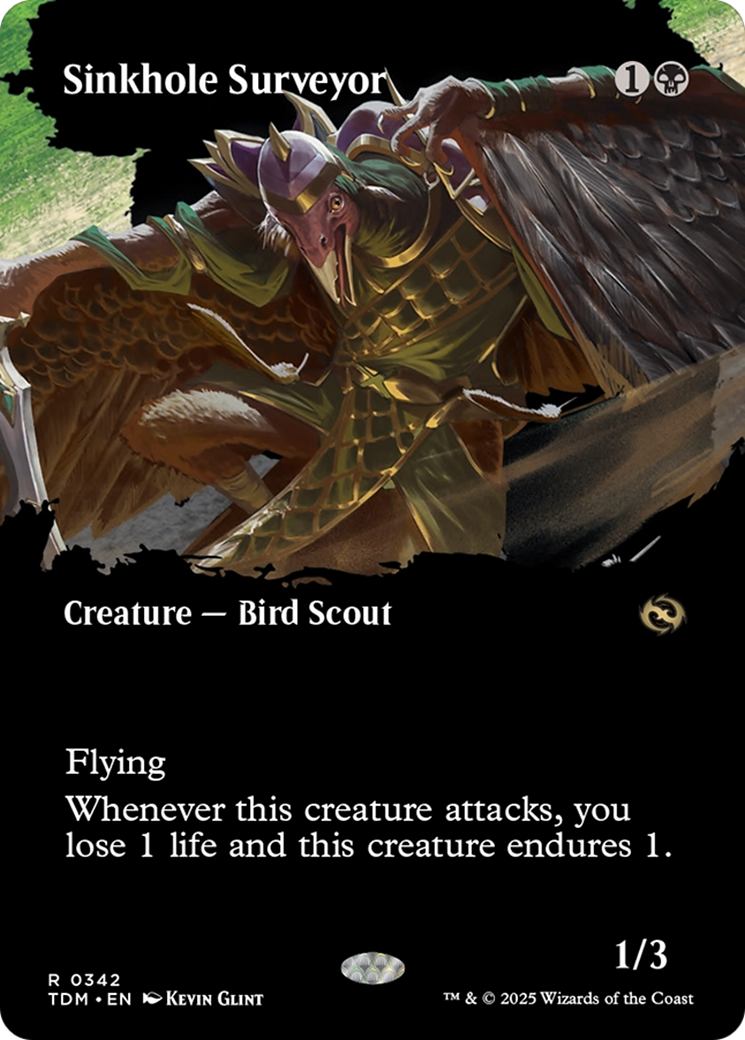 Sinkhole Surveyor 1
Creature — Bird Scout
Flying
Whenever this creature attacks, you
lose 1 life and this creature endures 1.
1/3
R 0342
TDM • EN Kevin Glint
™ & © 2025 Wizards of the Coast